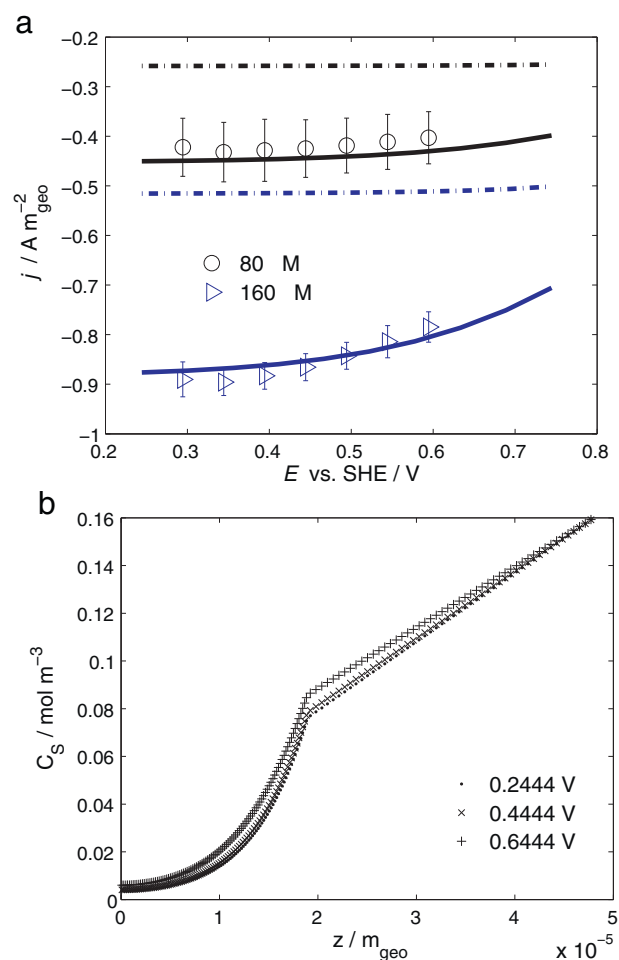 a
−0.2
−0.3
−0.4
−0.5
−0.6
−0.7
−0.8
−0.9
−1
j / A m⁻²geo
80 M
160 M
0.2 0.3 0.4 0.5 0.6 0.7 0.8
E vs. SHE / V
b
0.16
0.14
0.12
0.1
0.08
0.06
0.04
0.02
0
C_S / mol m⁻³
0.2444 V
0.4444 V
0.6444 V
0 1 2 3 4 5
z / m_geo
x 10⁻⁵